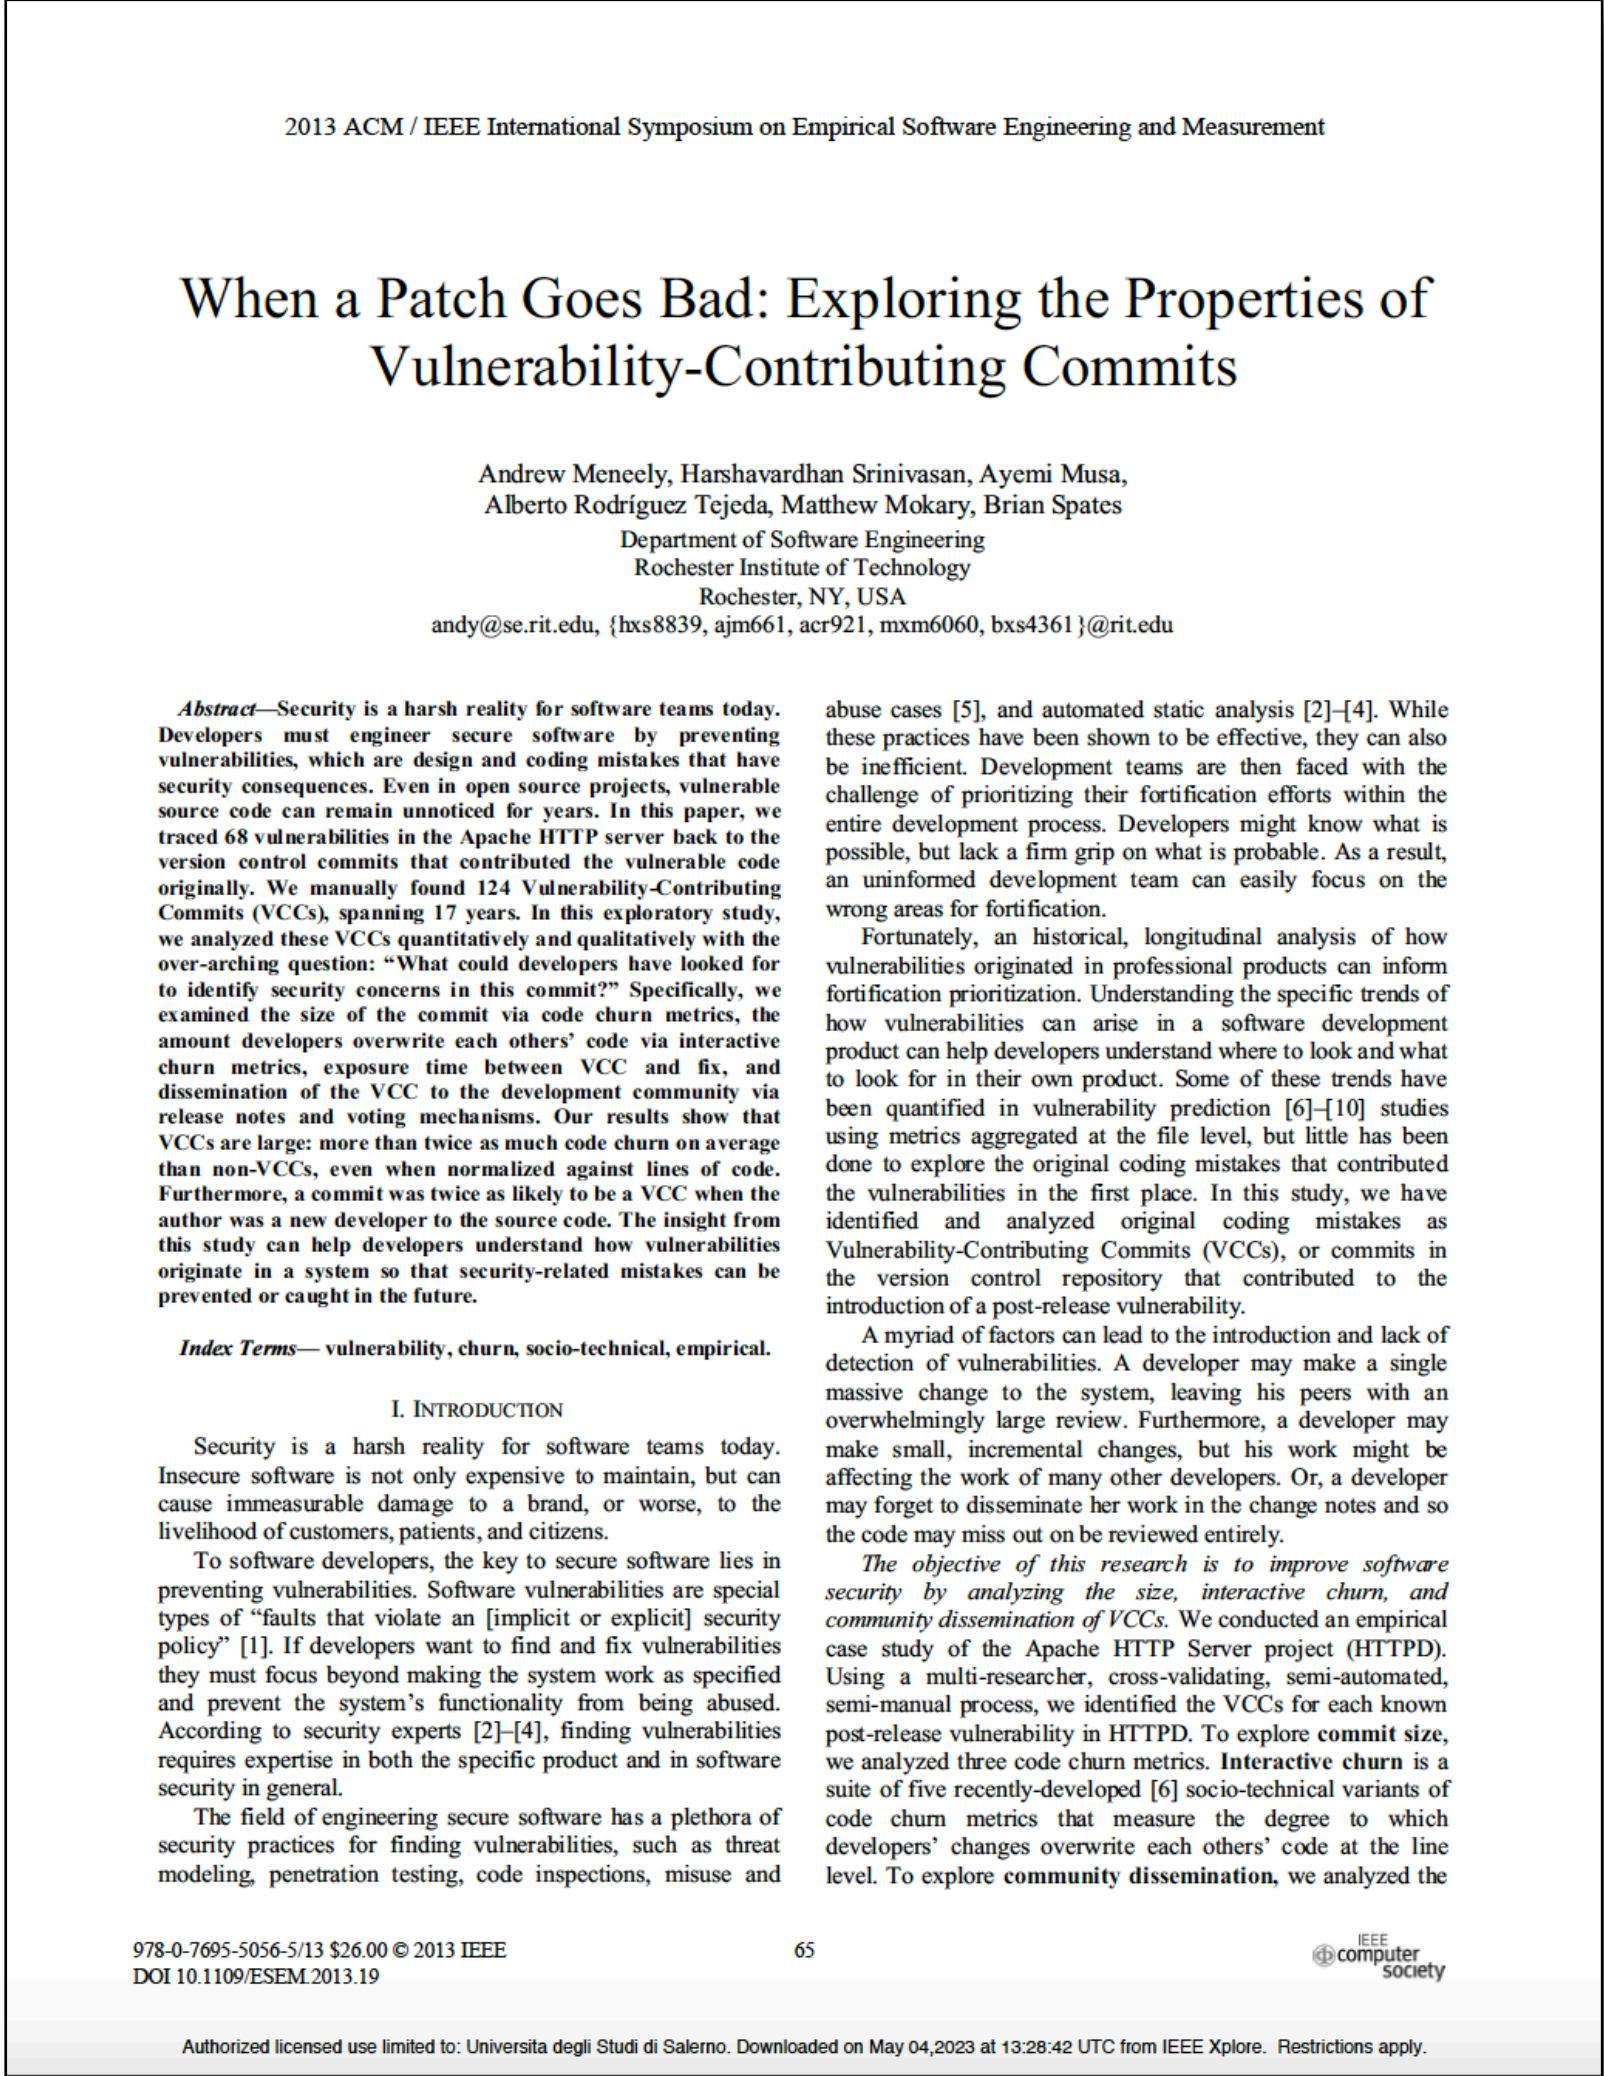 2013 ACM / IEEE International Symposium on Empirical Software Engineering and Measurement
When a Patch Goes Bad: Exploring the Properties of
Vulnerability-Contributing Commits
Andrew Meneely, Harshavardhan Srinivasan, Ayemi Musa,
Alberto Rodríguez Tejeda, Matthew Mokary, Brian Spates
Department of Software Engineering
Rochester Institute of Technology
Rochester, NY, USA
andy@se.rit.edu, {hxs8839, ajm661, acr921, mxm6060, bxs4361}@rit.edu
Abstract—Security is a harsh reality for software teams today.
Developers must engineer secure software by preventing
vulnerabilities, which are design and coding mistakes that have
security consequences. Even in open source projects, vulnerable
source code can remain unnoticed for years. In this paper, we
traced 68 vulnerabilities in the Apache HTTP server back to the
version control commits that contributed the vulnerable code
originally. We manually found 124 Vulnerability-Contributing
Commits (VCCs), spanning 17 years. In this exploratory study,
we analyzed these VCCs quantitatively and qualitatively with the
over-arching question: “What could developers have looked for
to identify security concerns in this commit?” Specifically, we
examined the size of the commit via code churn metrics, the
amount developers overwrite each others’ code via interactive
churn metrics, exposure time between VCC and fix, and
dissemination of the VCC to the development community via
release notes and voting mechanisms. Our results show that
VCCs are large: more than twice as much code churn on average
than non-VCCs, even when normalized against lines of code.
Furthermore, a commit was twice as likely to be a VCC when the
author was a new developer to the source code. The insight from
this study can help developers understand how vulnerabilities
originate in a system so that security-related mistakes can be
prevented or caught in the future.
Index Terms— vulnerability, churn, socio-technical, empirical.
I. INTRODUCTION
Security is a harsh reality for software teams today.
Insecure software is not only expensive to maintain, but can
cause immeasurable damage to a brand, or worse, to the
livelihood of customers, patients, and citizens.
To software developers, the key to secure software lies in
preventing vulnerabilities. Software vulnerabilities are special
types of “faults that violate an [implicit or explicit] security
policy” [1]. If developers want to find and fix vulnerabilities
they must focus beyond making the system work as specified
and prevent the system’s functionality from being abused.
According to security experts [2]–[4], finding vulnerabilities
requires expertise in both the specific product and in software
security in general.
The field of engineering secure software has a plethora of
security practices for finding vulnerabilities, such as threat
modeling, penetration testing, code inspections, misuse and
abuse cases [5], and automated static analysis [2]–[4]. While
these practices have been shown to be effective, they can also
be inefficient. Development teams are then faced with the
challenge of prioritizing their fortification efforts within the
entire development process. Developers might know what is
possible, but lack a firm grip on what is probable. As a result,
an uninformed development team can easily focus on the
wrong areas for fortification.
Fortunately, an historical, longitudinal analysis of how
vulnerabilities originated in professional products can inform
fortification prioritization. Understanding the specific trends of
how vulnerabilities can arise in a software development
product can help developers understand where to look and what
to look for in their own product. Some of these trends have
been quantified in vulnerability prediction [6]–[10] studies
using metrics aggregated at the file level, but little has been
done to explore the original coding mistakes that contributed
the vulnerabilities in the first place. In this study, we have
identified and analyzed original coding mistakes as
Vulnerability-Contributing Commits (VCCs), or commits in
the version control repository that contributed to the
introduction of a post-release vulnerability.
A myriad of factors can lead to the introduction and lack of
detection of vulnerabilities. A developer may make a single
massive change to the system, leaving his peers with an
overwhelmingly large review. Furthermore, a developer may
make small, incremental changes, but his work might be
affecting the work of many other developers. Or, a developer
may forget to disseminate her work in the change notes and so
the code may miss out on be reviewed entirely.
The objective of this research is to improve software
security by analyzing the size, interactive churn, and
community dissemination of VCCs. We conducted an empirical
case study of the Apache HTTP Server project (HTTPD).
Using a multi-researcher, cross-validating, semi-automated,
semi-manual process, we identified the VCCs for each known
post-release vulnerability in HTTPD. To explore commit size,
we analyzed three code churn metrics. Interactive churn is a
suite of five recently-developed [6] socio-technical variants of
code churn metrics that measure the degree to which
developers’ changes overwrite each others’ code at the line
level. To explore community dissemination, we analyzed the
978-0-7695-5056-5/13 $26.00 © 2013 IEEE
DOI 10.1109/ESEM.2013.19
65
IEEE
computer
society
Authorized licensed use limited to: Universita degli Studi di Salerno. Downloaded on May 04,2023 at 13:28:42 UTC from IEEE Xplore. Restrictions apply.